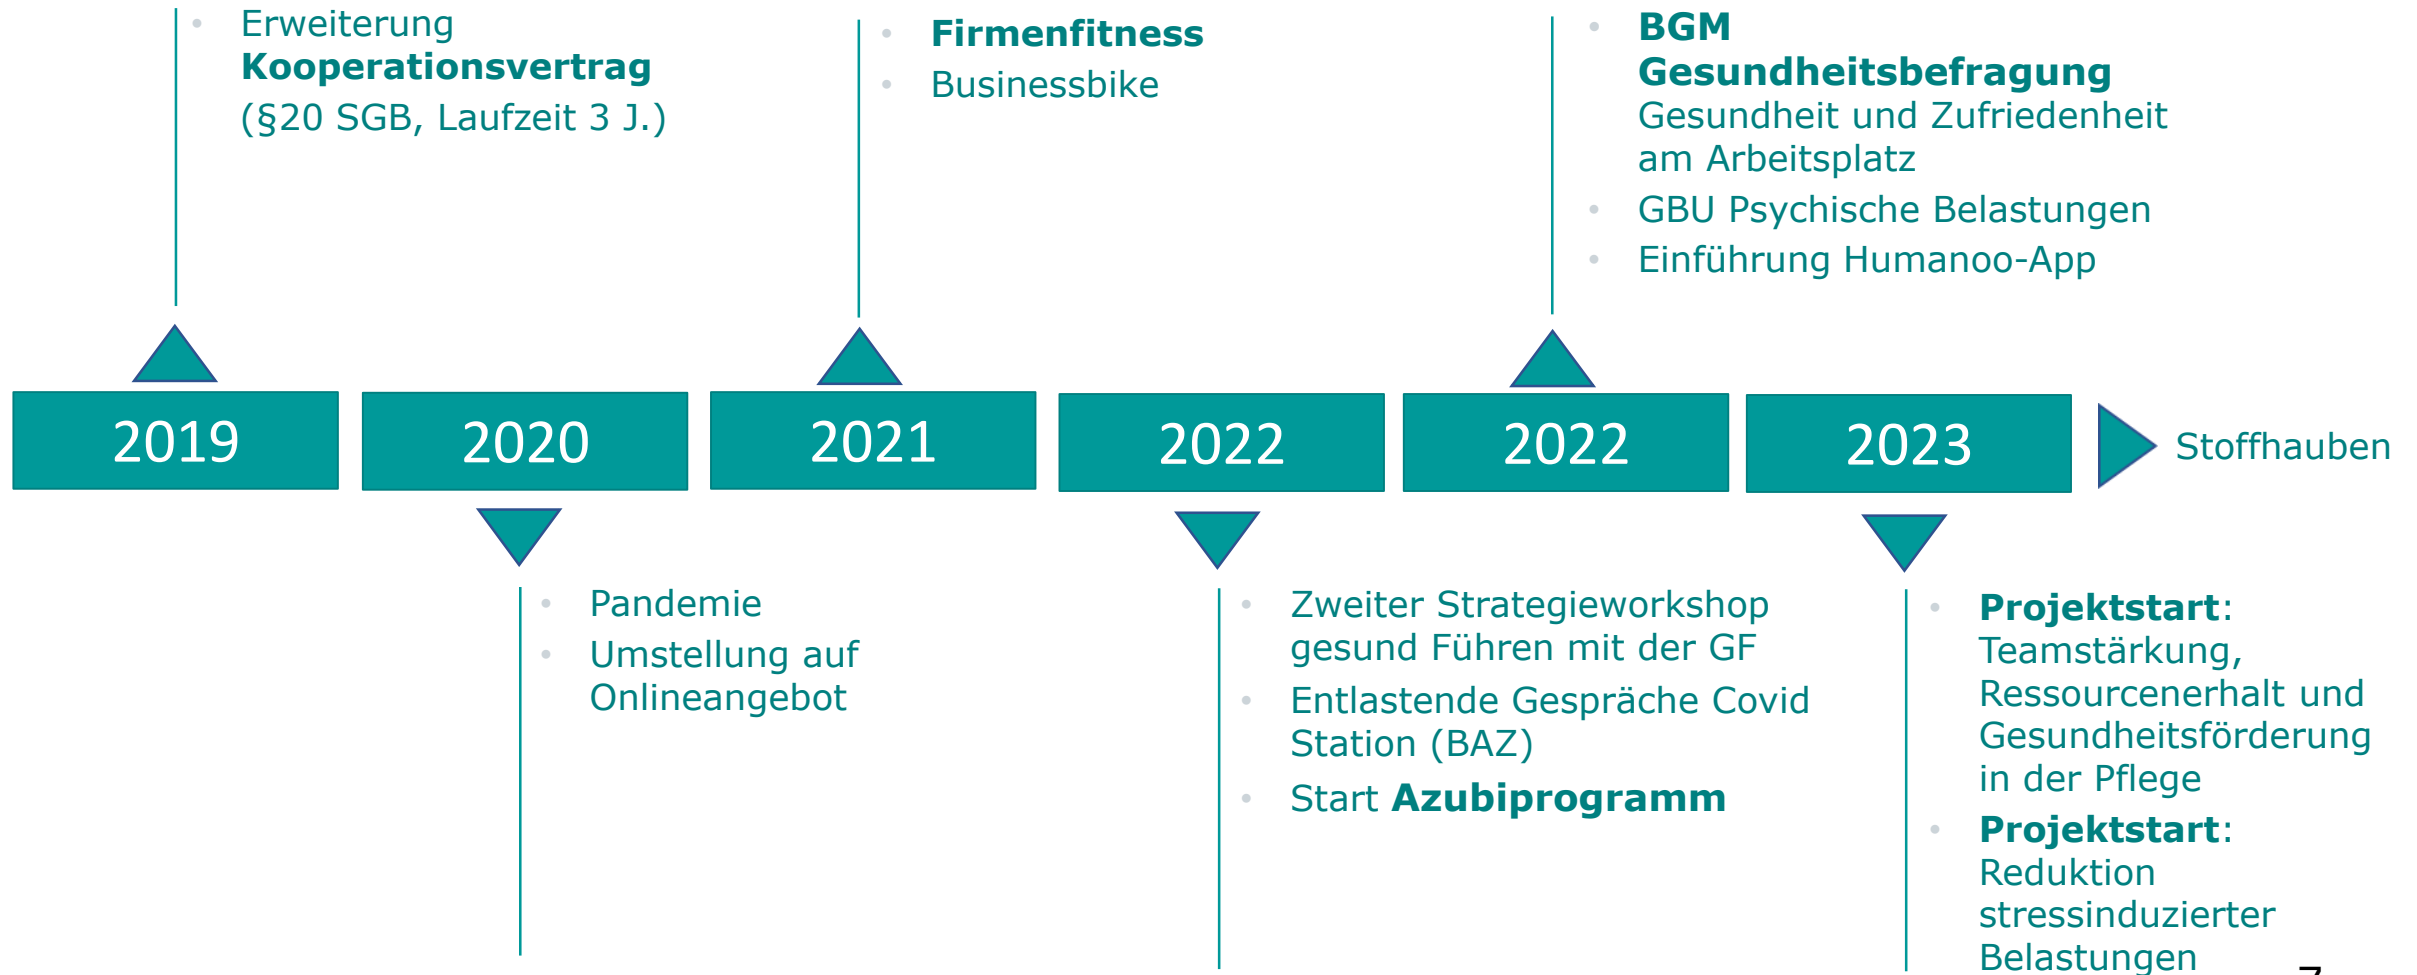 Erweiterung
Kooperationsvertrag
(§20 SGB, Laufzeit 3 J.)
Firmenfitness
Businessbike
BGM
Gesundheitsbefragung
Gesundheit und Zufriedenheit
am Arbeitsplatz
GBU Psychische Belastungen
Einführung Humanoo-App
2019
2020
2021
2022
2022
2023
Stoffhauben
Pandemie
Umstellung auf
Onlineangebot
Zweiter Strategieworkshop
gesund Führen mit der GF
Entlastende Gespräche Covid
Station (BAZ)
Start Azubiprogramm
Projektstart:
Teamstärkung,
Ressourcenerhalt und
Gesundheitsförderung
in der Pflege
Projektstart:
Reduktion
stressinduzierter
Belastungen